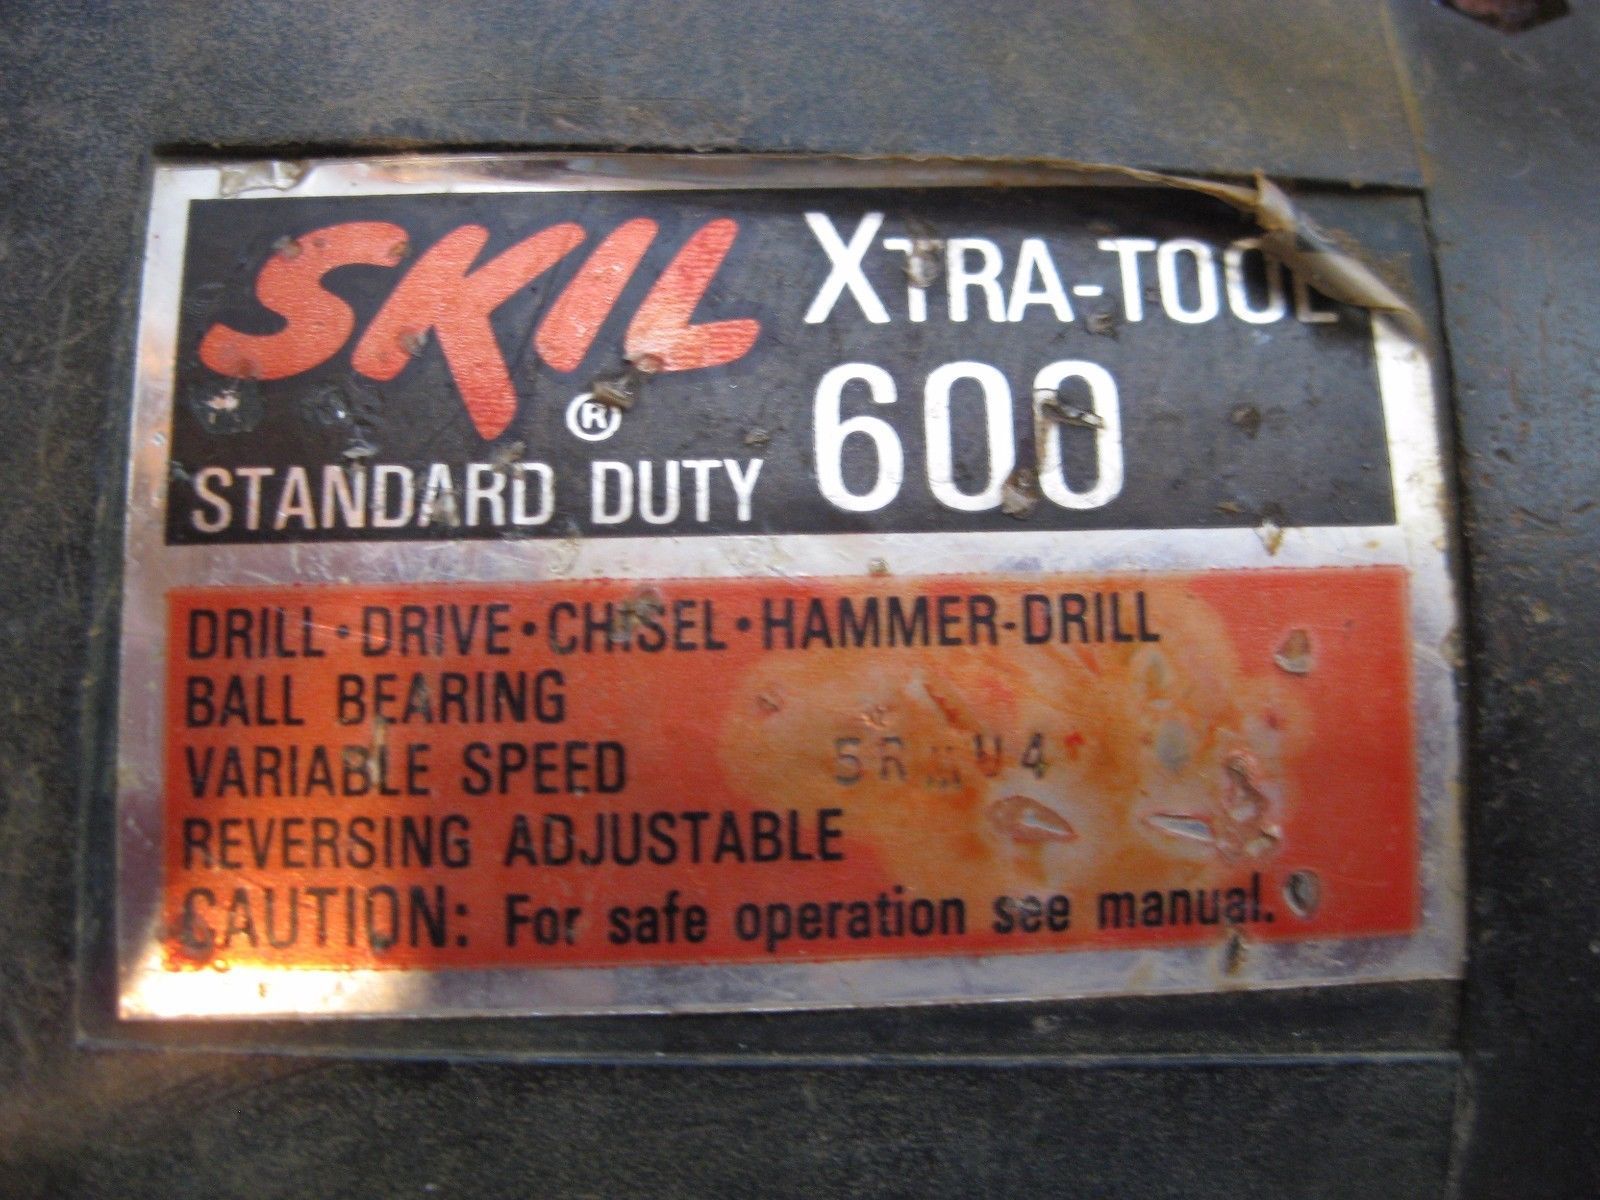 SKIL® XTRA-TOOL
STANDARD DUTY 600
DRILL·DRIVE·CHISEL·HAMMER-DRILL
BALL BEARING
VARIABLE SPEED
REVERSING ADJUSTABLE
CAUTION: For safe operation see manual.